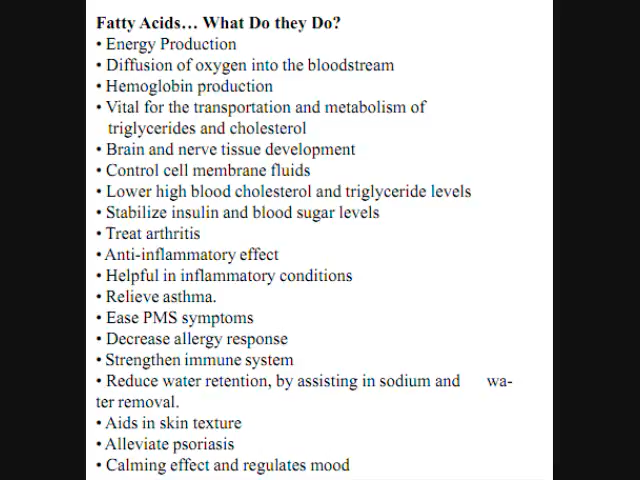 Fatty Acids… What Do they Do?
• Energy Production
• Diffusion of oxygen into the bloodstream
• Hemoglobin production
• Vital for the transportation and metabolism of
triglycerides and cholesterol
• Brain and nerve tissue development
• Control cell membrane fluids
• Lower high blood cholesterol and triglyceride levels
• Stabilize insulin and blood sugar levels
• Treat arthritis
• Anti-inflammatory effect
• Helpful in inflammatory conditions
• Relieve asthma.
• Ease PMS symptoms
• Decrease allergy response
• Strengthen immune system
• Reduce water retention, by assisting in sodium and wa-
ter removal.
• Aids in skin texture
• Alleviate psoriasis
• Calming effect and regulates mood